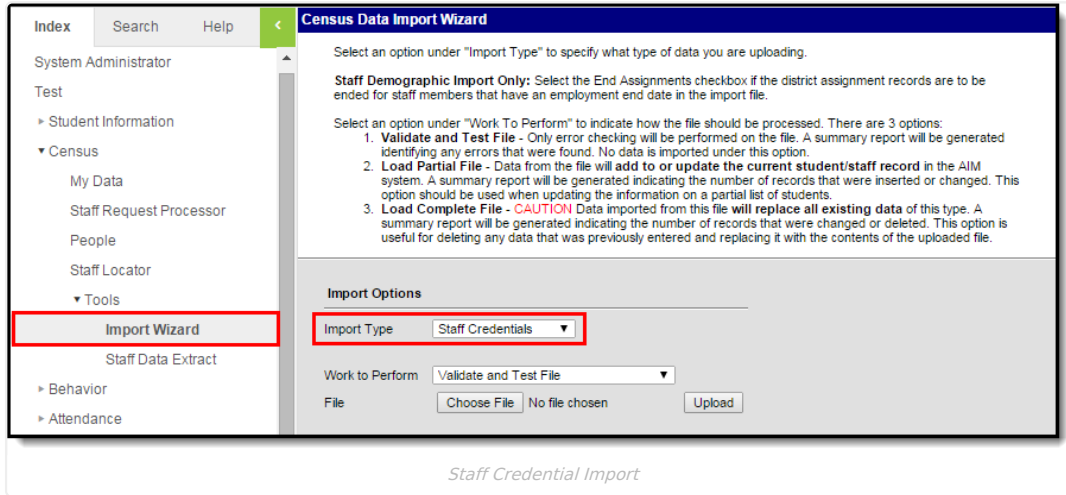 Index Search Help
System Administrator
Test
Student Information
Census
My Data
Staff Request Processor
People
Staff Locator
Tools
Import Wizard
Staff Data Extract
Behavior
Attendance
Census Data Import Wizard
Select an option under "Import Type" to specify what type of data you are uploading.
Staff Demographic Import Only: Select the End Assignments checkbox if the district assignment records are to be
ended for staff members that have an employment end date in the import file.
Select an option under "Work To Perform" to indicate how the file should be processed. There are 3 options:
1. Validate and Test File - Only error checking will be performed on the file. A summary report will be generated
identifying any errors that were found. No data is imported under this option.
2. Load Partial File - Data from the file will add to or update the current student/staff record in the AIM
system. A summary report will be generated indicating the number of records that were inserted or changed. This
option should be used when updating the information on a partial list of students.
3. Load Complete File - CAUTION Data imported from this file will replace all existing data of this type. A
summary report will be generated indicating the number of records that were changed or deleted. This option is
useful for deleting any data that was previously entered and replacing it with the contents of the uploaded file.
Import Options
Import Type Staff Credentials
Work to Perform Validate and Test File
File Choose File No file chosen Upload
Staff Credential Import